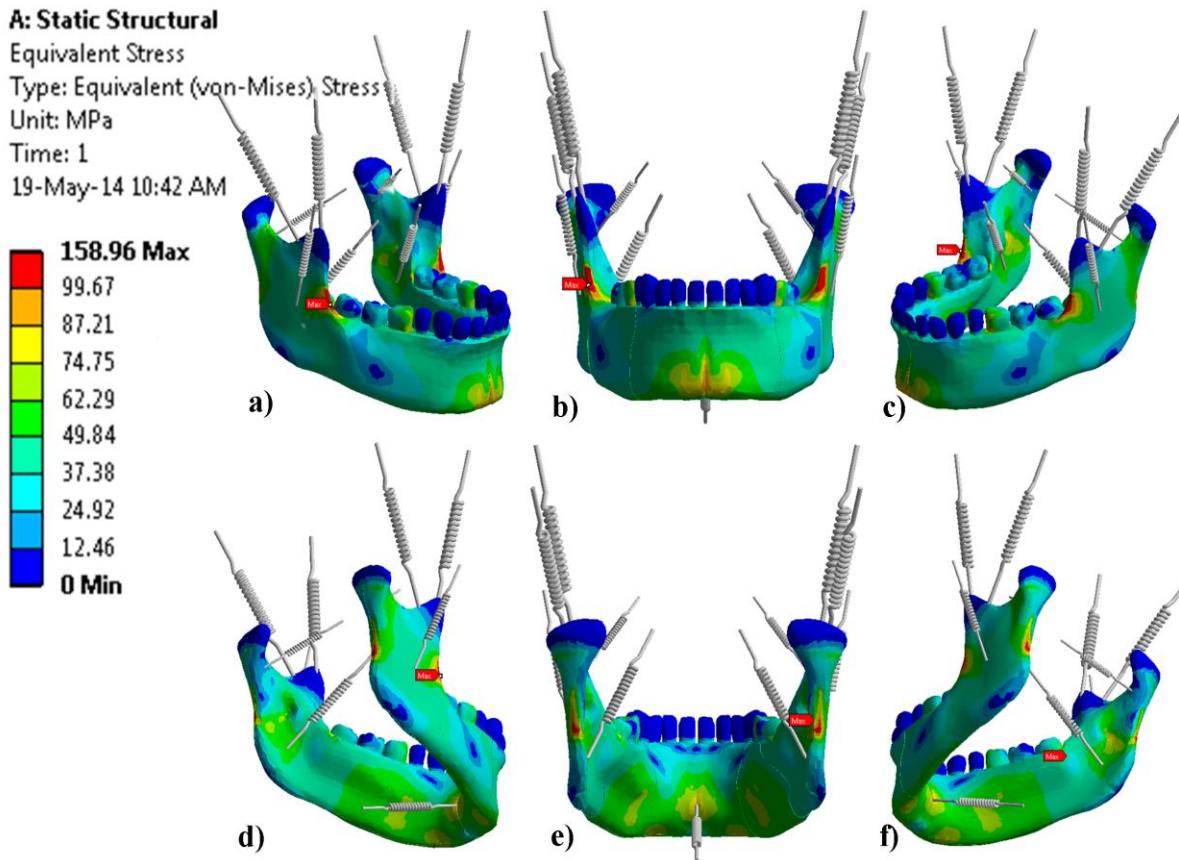 A: Static Structural
Equivalent Stress
Type: Equivalent (von-Mises) Stress
Unit: MPa
Time: 1
19-May-14 10:42 AM
158.96 Max
99.67
87.21
74.75
62.29
49.84
37.38
24.92
12.46
0 Min
Max
Max
Max
a)
b)
c)
Max
Max
Max
d)
e)
f)